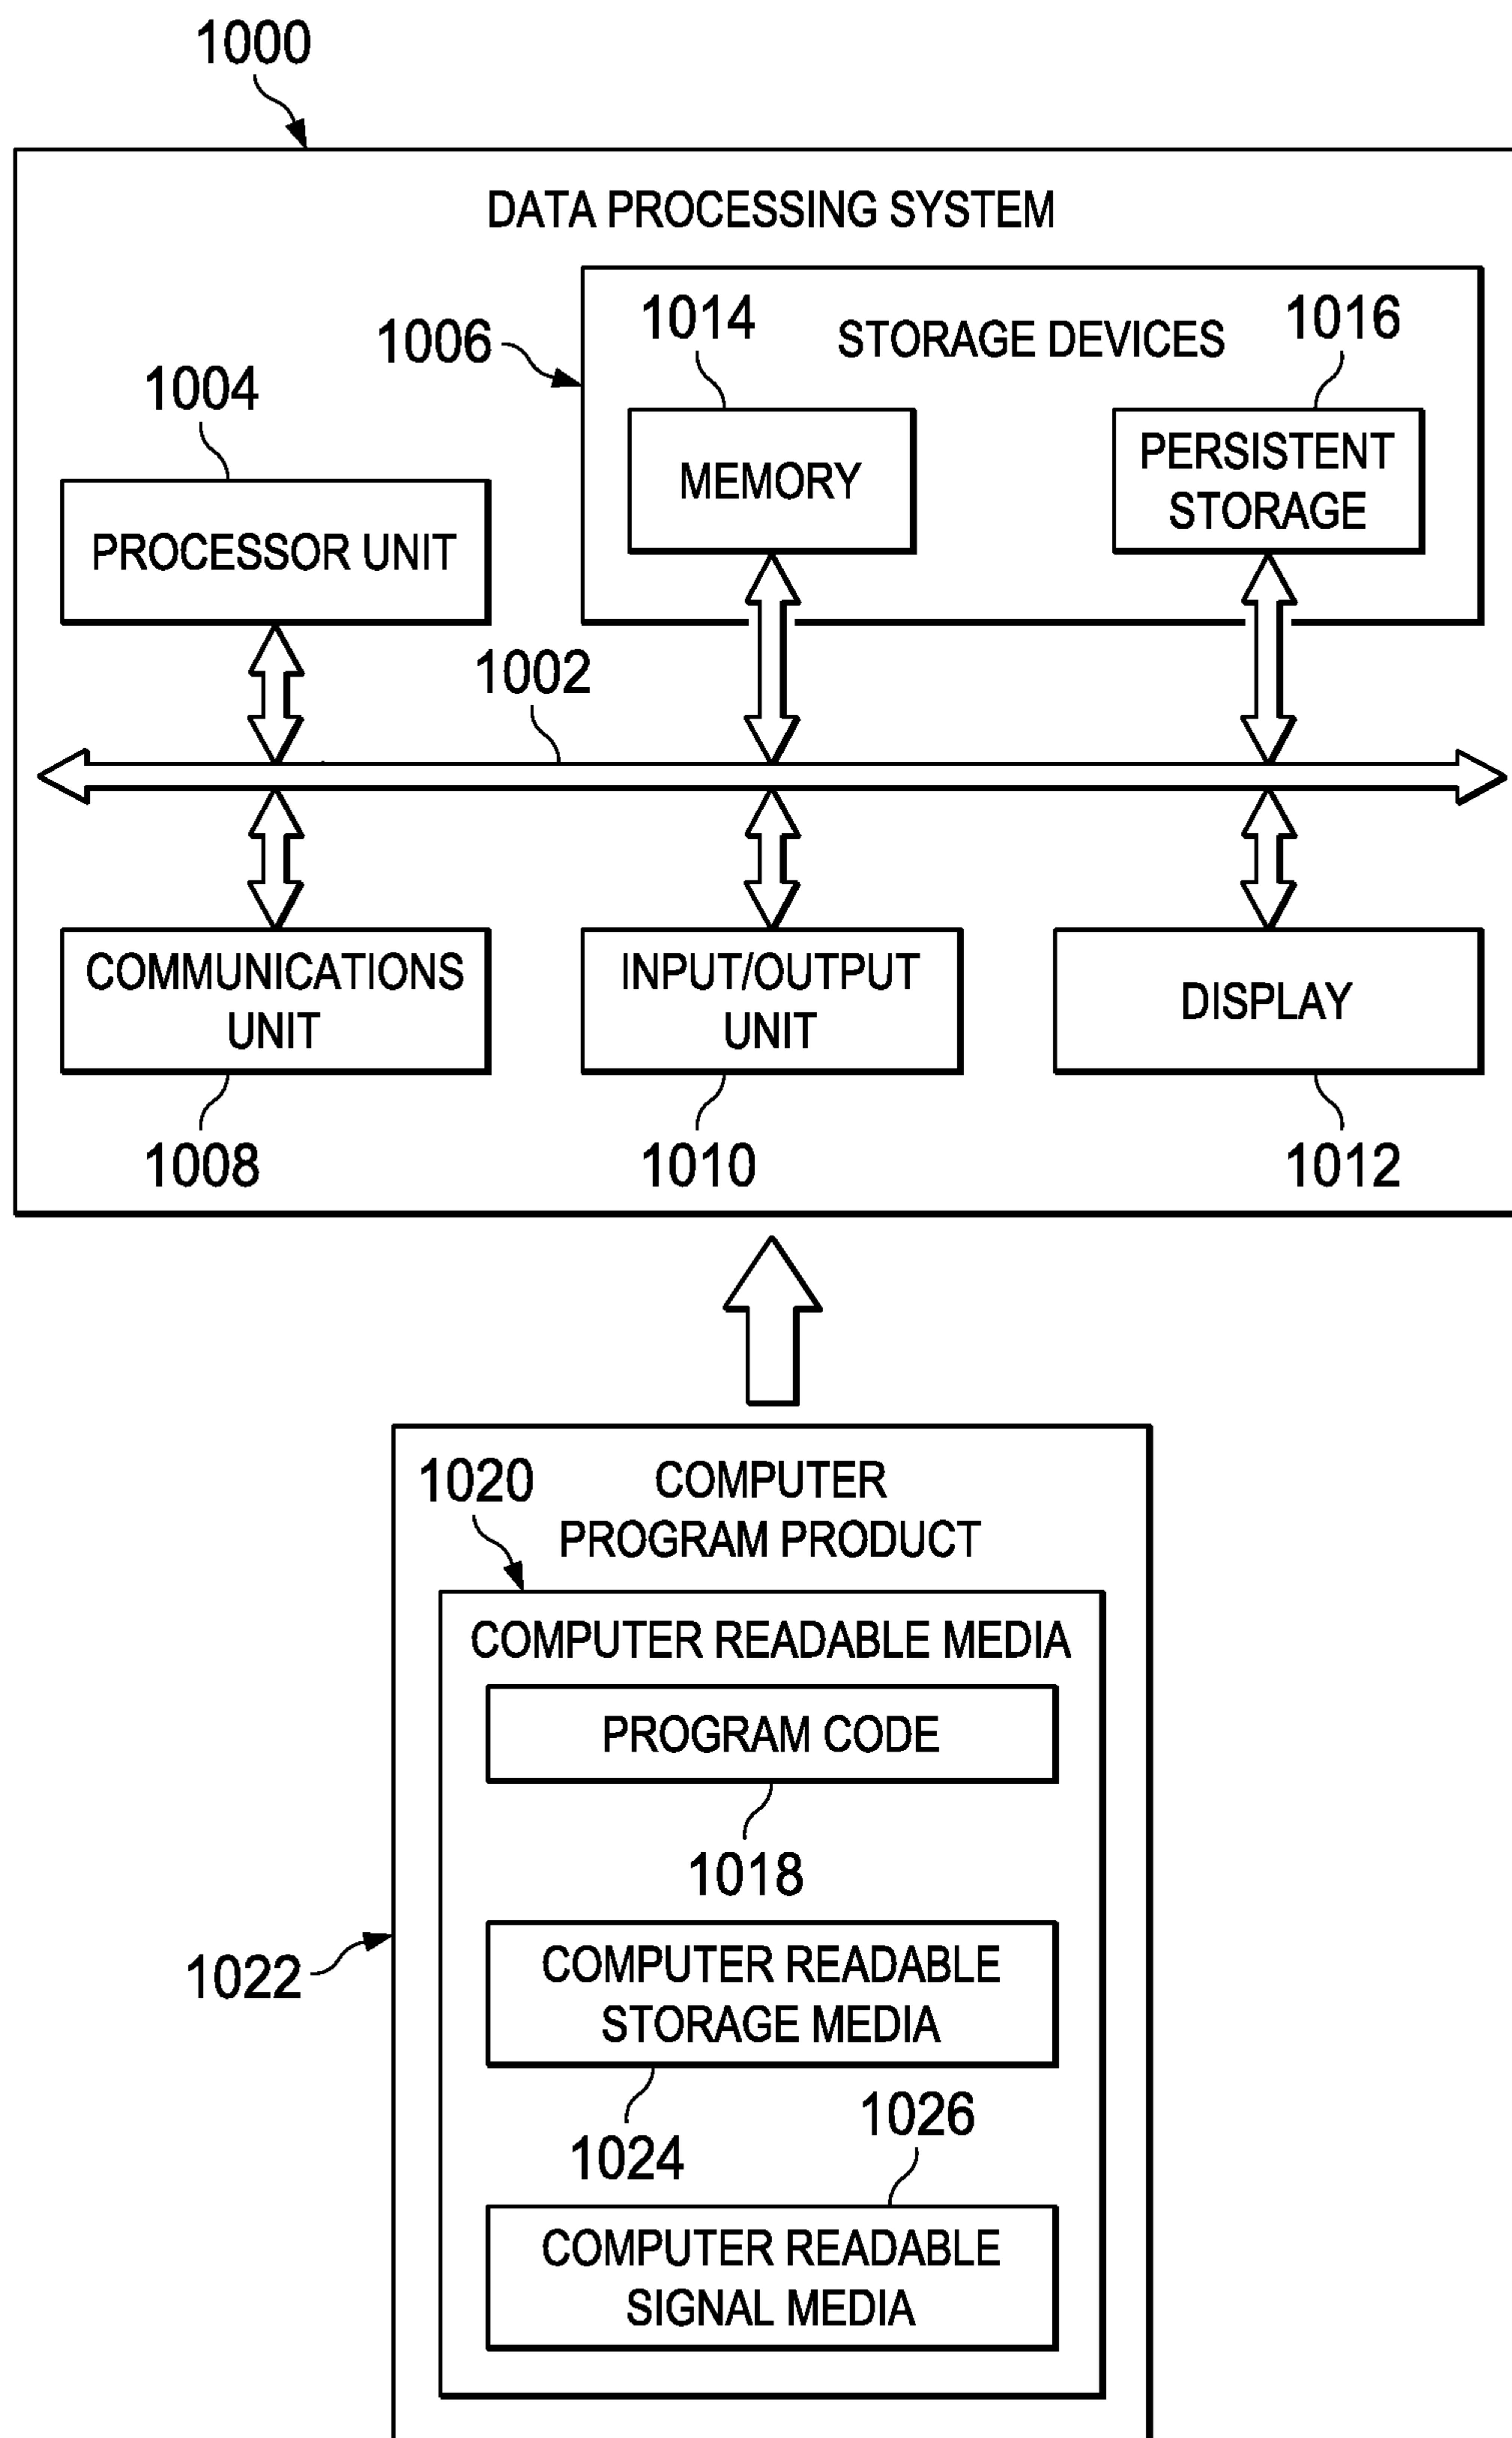 1000
DATA PROCESSING SYSTEM
1006
1014
STORAGE DEVICES
1016
1004
MEMORY
PERSISTENT
STORAGE
PROCESSOR UNIT
1002
COMMUNICATIONS
UNIT
INPUT/OUTPUT
UNIT
DISPLAY
1008
1010
1012
1020
COMPUTER
PROGRAM PRODUCT
COMPUTER READABLE MEDIA
PROGRAM CODE
1018
1022
COMPUTER READABLE
STORAGE MEDIA
1024
1026
COMPUTER READABLE
SIGNAL MEDIA